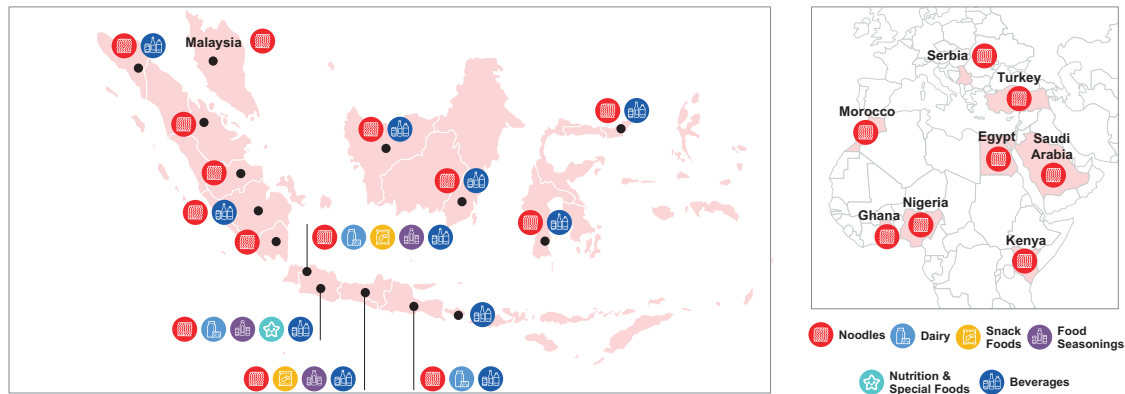 Malaysia
Serbia
Turkey
Morocco
Egypt
Saudi
Arabia
Nigeria
Ghana
Kenya
Noodles
Dairy
Snack
Foods
Food
Seasonings
Nutrition &
Special Foods
Beverages